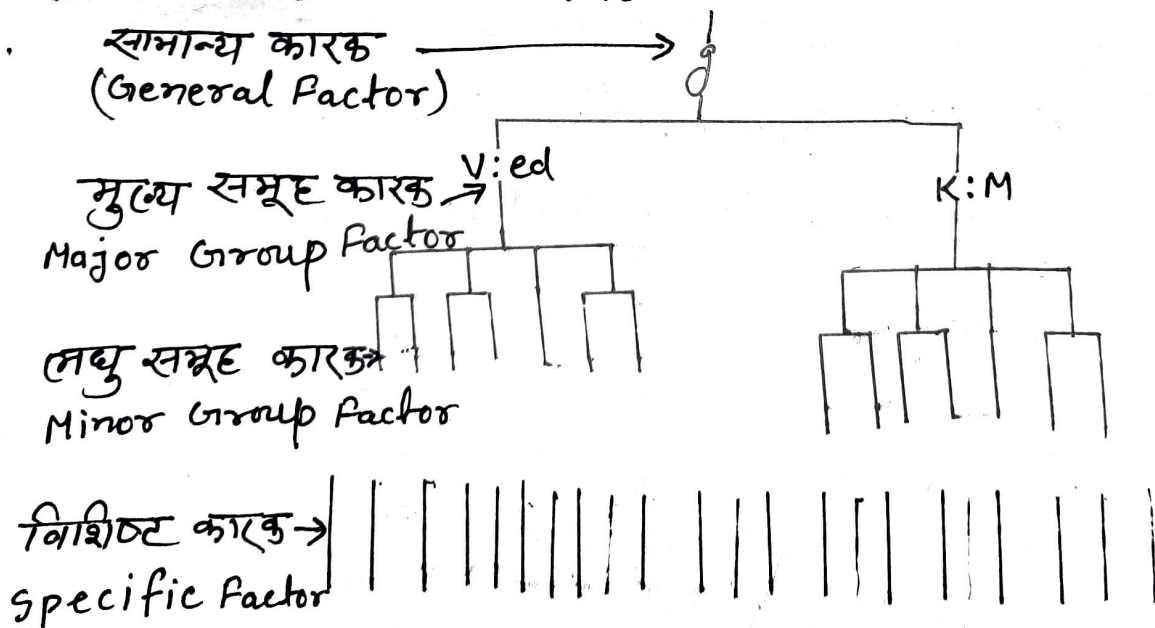 सामान्य कारक → g
(General Factor)
V:ed
K:M
मुख्य समूह कारक →
Major Group Factor
लघु समूह कारक→
Minor Group Factor
विशिष्ट कारक →
Specific Factor